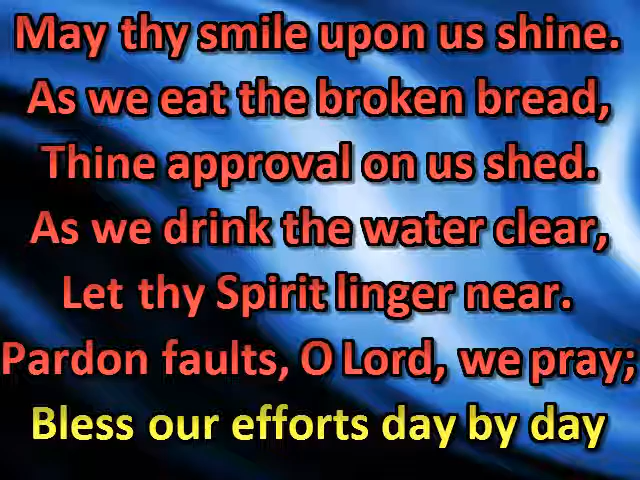 May thy smile upon us shine.
As we eat the broken bread,
Thine approval on us shed.
As we drink the water clear,
Let thy Spirit linger near.
Pardon faults, O Lord, we pray;
Bless our efforts day by day